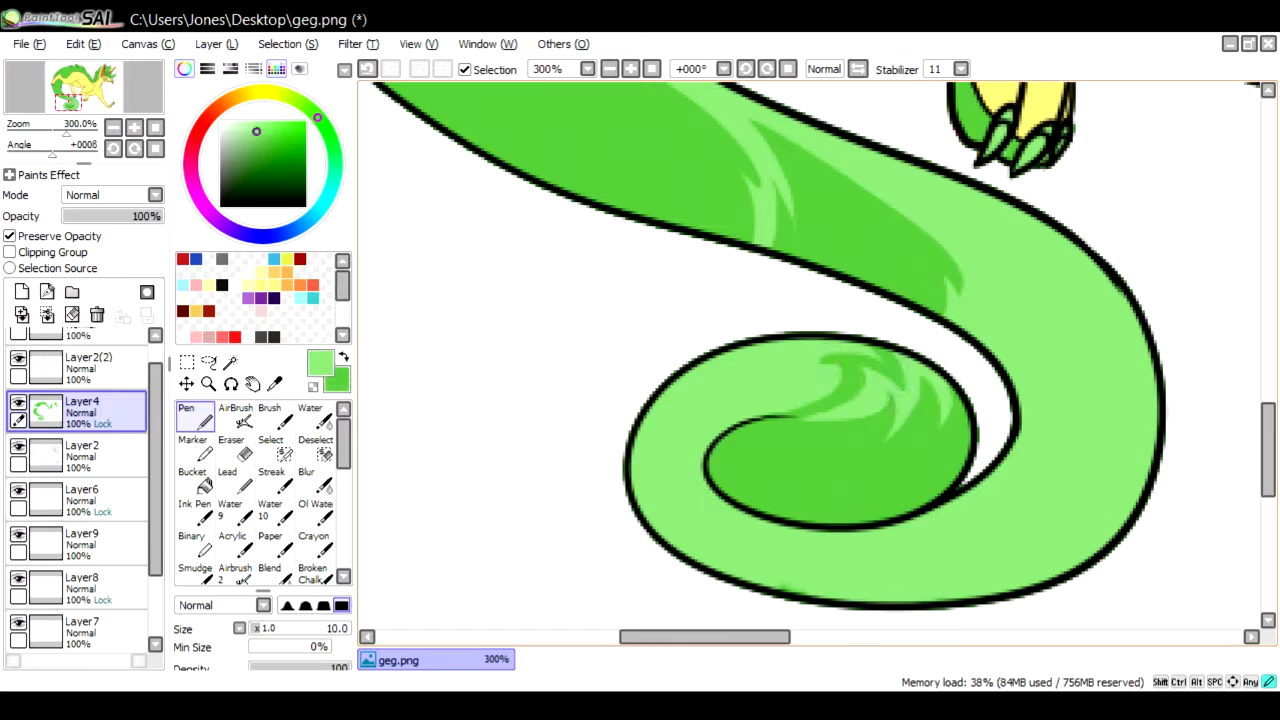 PaintTool SAI C:\Users\Jones\Desktop\geg.png (*)
File (F) Edit (E) Canvas (C) Layer (L) Selection (S) Filter (T) View (V) Window (W) Others (O)
Selection 300% +000° Normal Stabilizer 11
Zoom 300.0%
Angle +000ß
Paints Effect
Mode Normal
Opacity 100%
Preserve Opacity
Clipping Group
Selection Source
100%
Layer2(2)
Normal
100%
Layer4
Normal
100% Lock
Layer2
Normal
100%
Layer6
Normal
100% Lock
Layer9
Normal
100%
Layer8
Normal
100% Lock
Layer7
Normal
100%
Pen AirBrush Brush Water
Marker Eraser Select Deselect
Bucket Lead Streak Blur
Ink Pen Water 9 Water 10 Oil Wate
Binary Acrylic Paper Crayon
Smudge Airbrush 2 Blend Broken Chalk
Normal
Size x 1.0 10.0
Min Size 0%
Density 100
geg.png 300%
Memory load: 38% (84MB used / 756MB reserved) Shift Ctrl Alt SPC Any